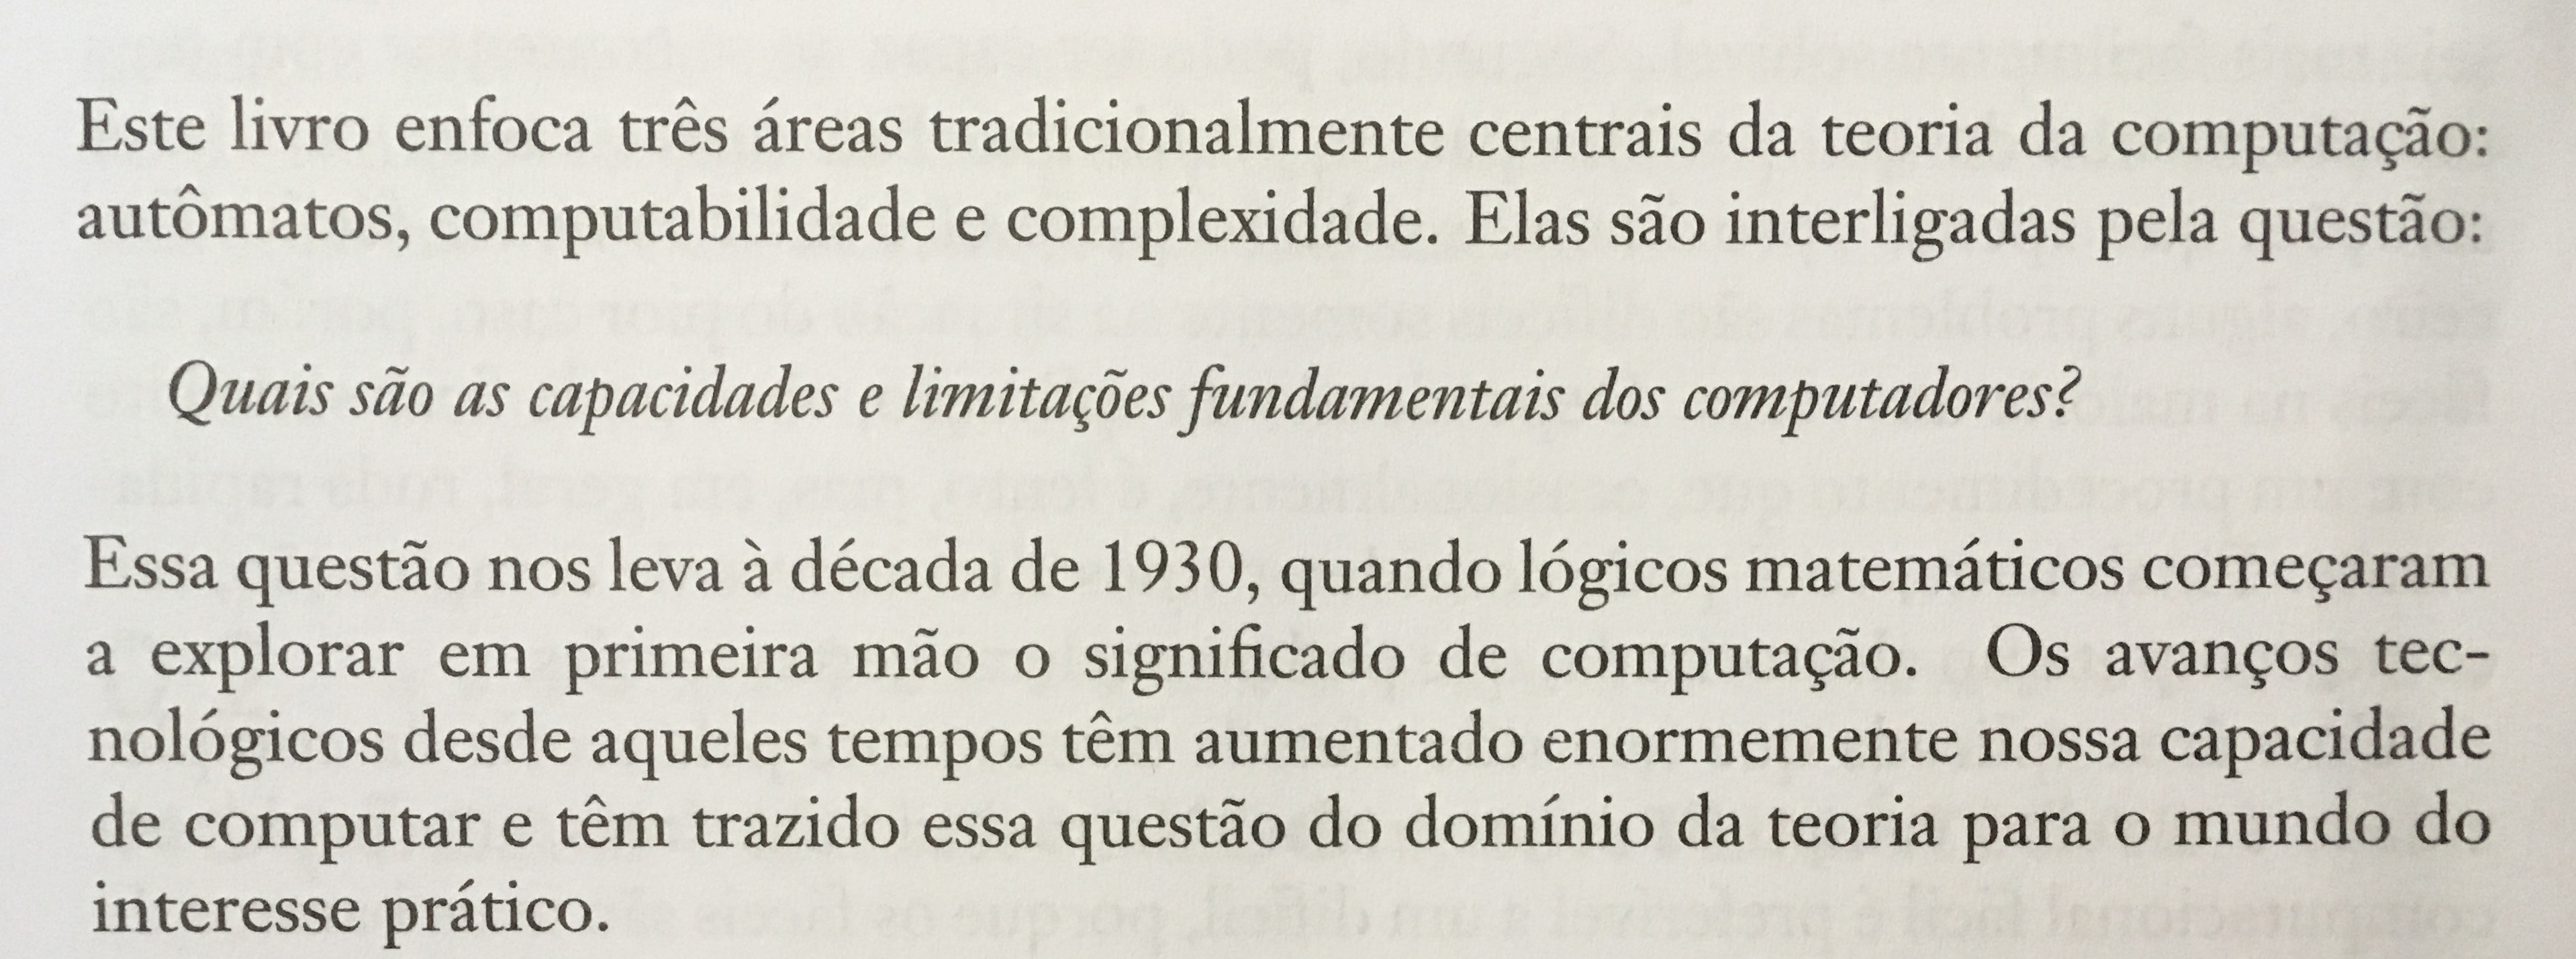 Este livro enfoca três áreas tradicionalmente centrais da teoria da computação:
autômatos, computabilidade e complexidade. Elas são interligadas pela questão:
Quais são as capacidades e limitações fundamentais dos computadores?
Essa questão nos leva à década de 1930, quando lógicos matemáticos começaram
a explorar em primeira mão o significado de computação. Os avanços tec-
nológicos desde aqueles tempos têm aumentado enormemente nossa capacidade
de computar e têm trazido essa questão do domínio da teoria para o mundo do
interesse prático.